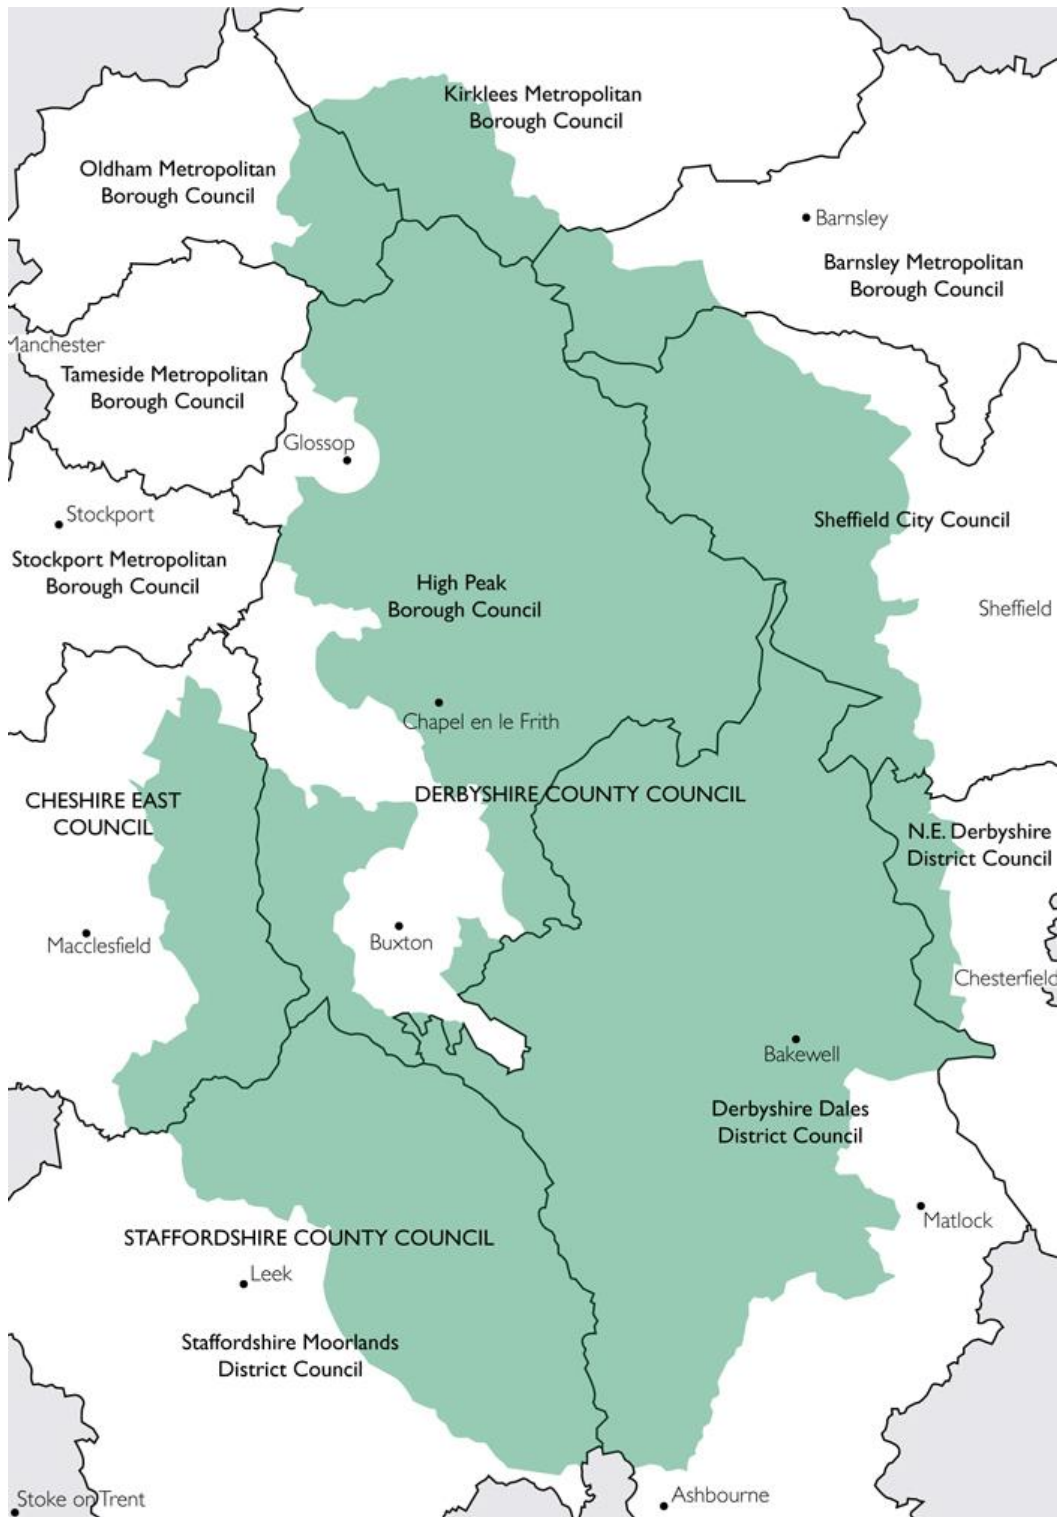 Kirklees Metropolitan
Borough Council
Oldham Metropolitan
Borough Council
Barnsley
Barnsley Metropolitan
Borough Council
Manchester
Tameside Metropolitan
Borough Council
Glossop
Stockport
Stockport Metropolitan
Borough Council
Sheffield City Council
High Peak
Borough Council
Sheffield
Chapel en le Frith
CHESHIRE EAST
COUNCIL
DERBYSHIRE COUNTY COUNCIL
N.E. Derbyshire
District Council
Macclesfield
Buxton
Chesterfield
Bakewell
Derbyshire Dales
District Council
Matlock
STAFFORDSHIRE COUNTY COUNCIL
Leek
Staffordshire Moorlands
District Council
Stoke on Trent
Ashbourne